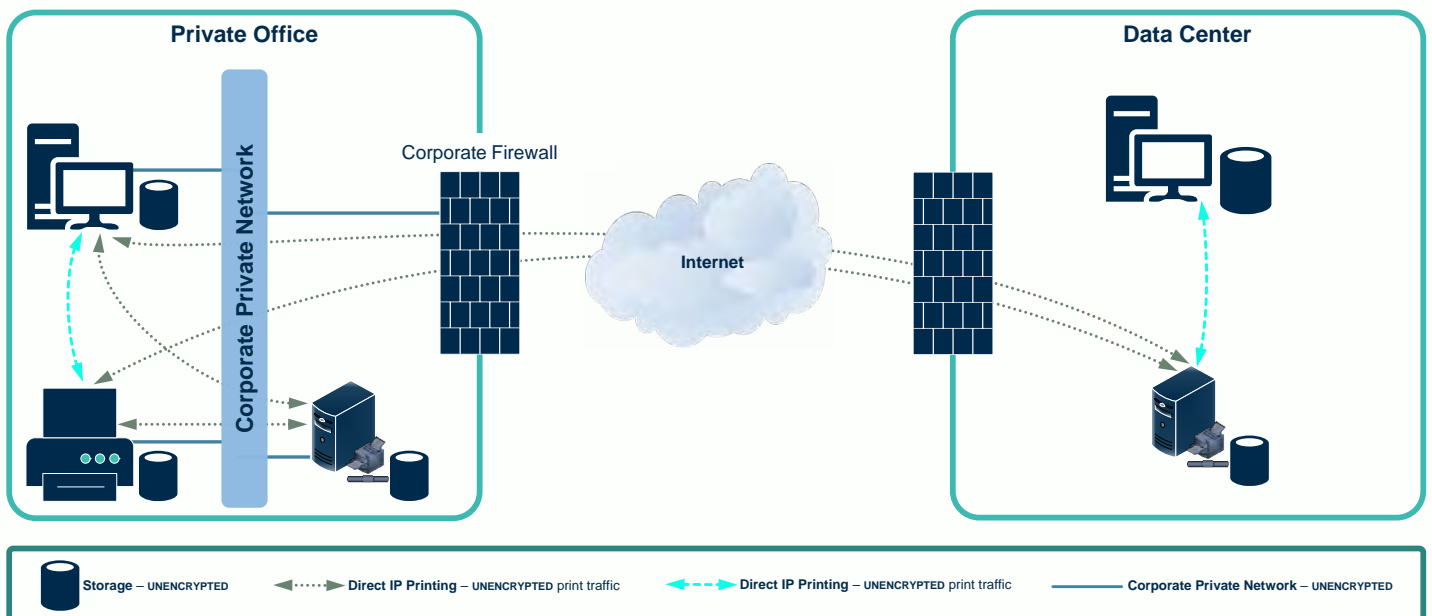 Private Office
Data Center
Corporate Firewall
Corporate Private Network
Internet
Storage – UNENCRYPTED
Direct IP Printing – UNENCRYPTED print traffic
Direct IP Printing – UNENCRYPTED print traffic
Corporate Private Network – UNENCRYPTED